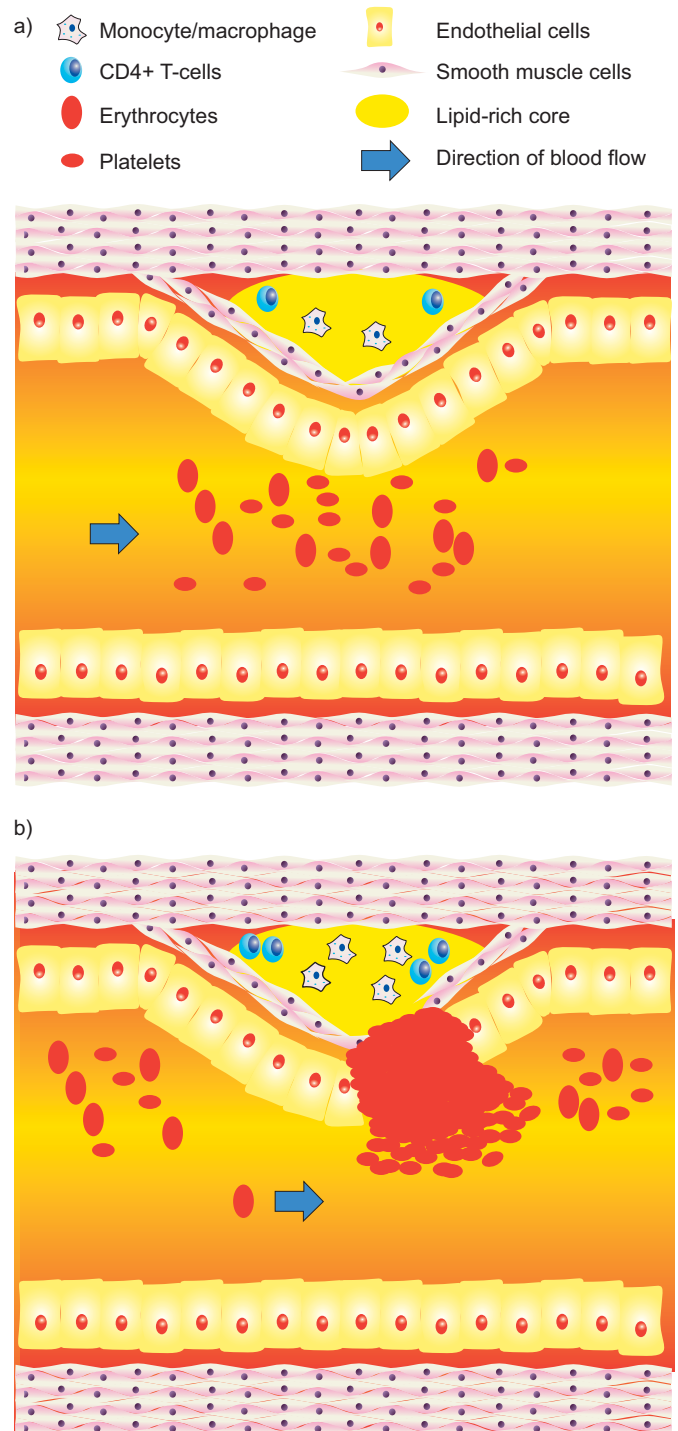 a)
Monocyte/macrophage
Endothelial cells
CD4+ T-cells
Smooth muscle cells
Erythrocytes
Lipid-rich core
Platelets
Direction of blood flow
b)